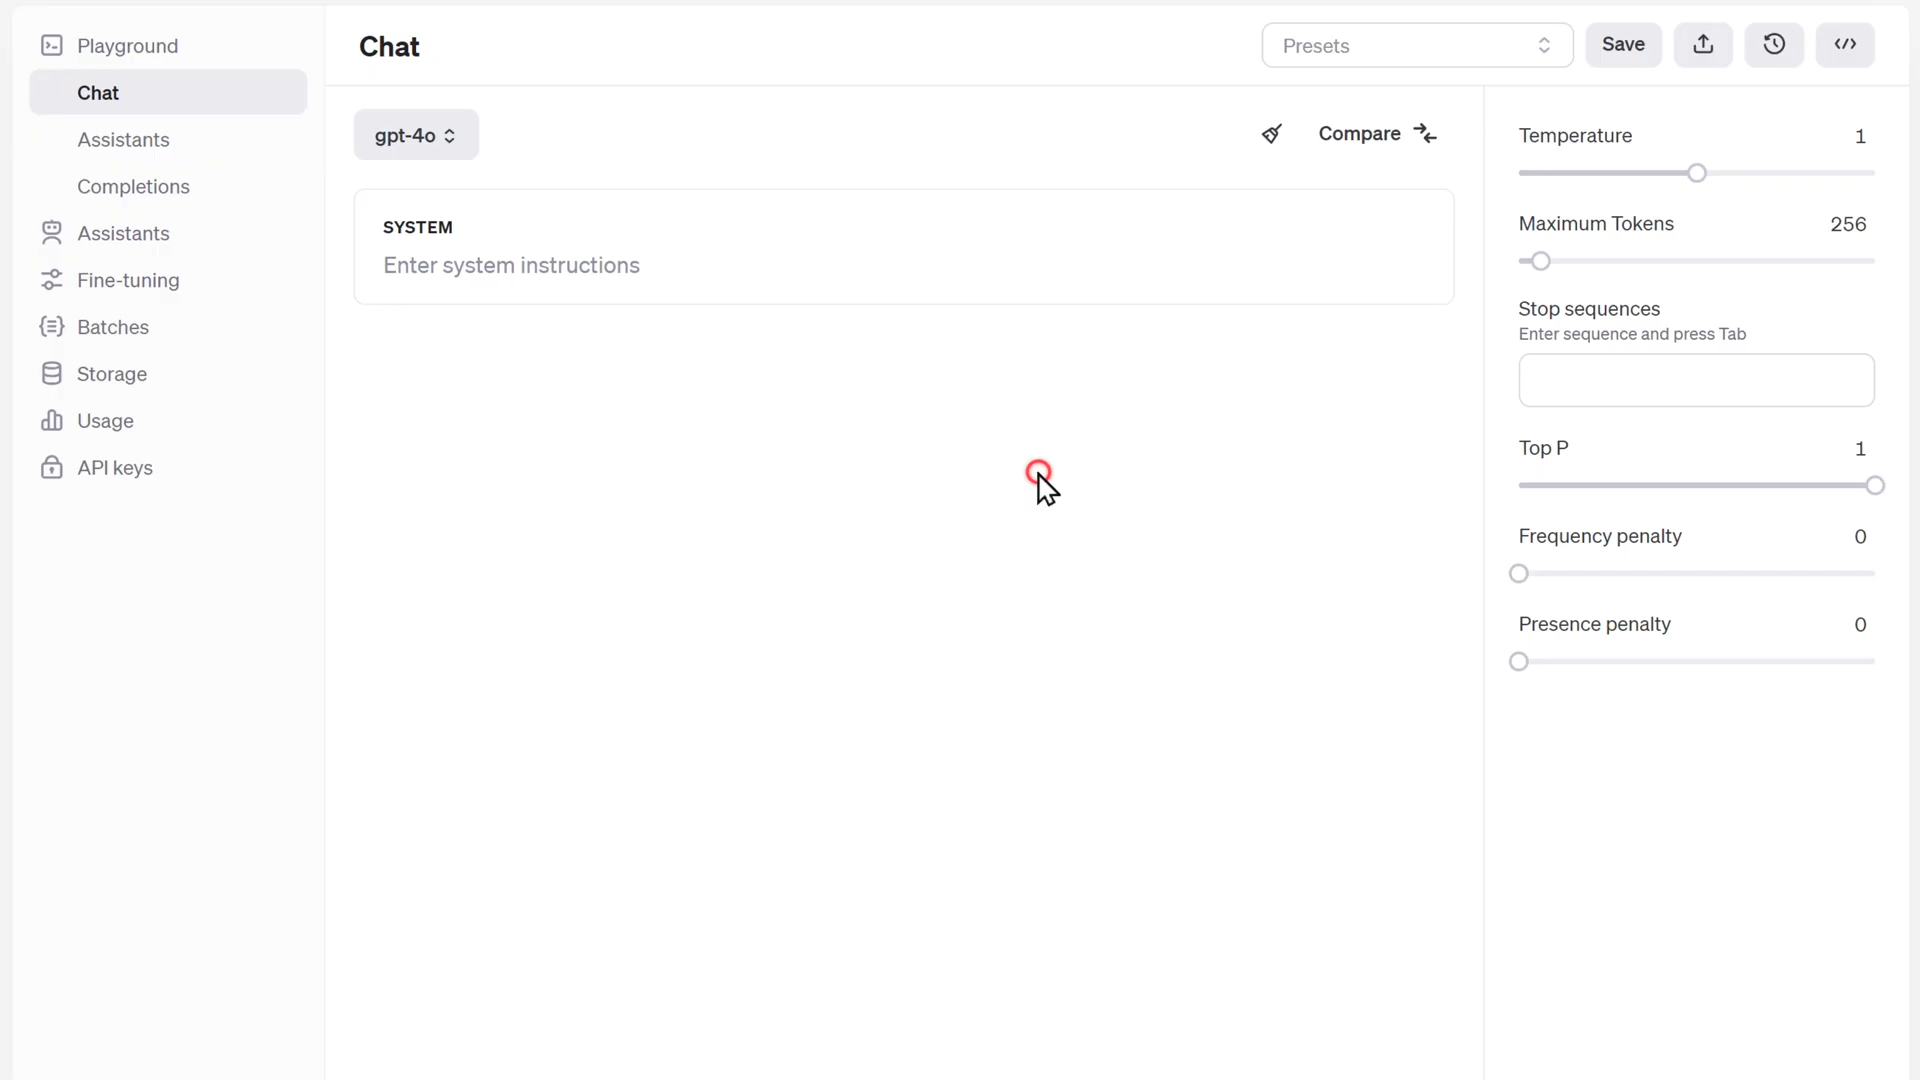 Playground
Chat
Assistants
Completions
Assistants
Fine-tuning
Batches
Storage
Usage
API keys
Chat
Presets
Save
gpt-4o
Compare
SYSTEM
Enter system instructions
Temperature 1
Maximum Tokens 256
Stop sequences
Enter sequence and press Tab
Top P 1
Frequency penalty 0
Presence penalty 0